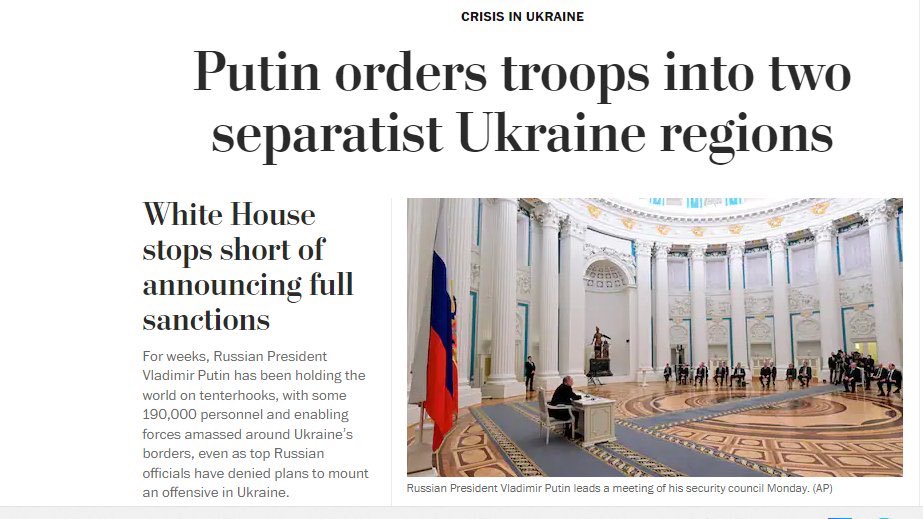 CRISIS IN UKRAINE
Putin orders troops into two
separatist Ukraine regions
White House
stops short of
announcing full
sanctions
For weeks, Russian President
Vladimir Putin has been holding the
world on tenterhooks, with some
190,000 personnel and enabling
forces amassed around Ukraine’s
borders, even as top Russian
officials have denied plans to mount
an offensive in Ukraine.
Russian President Vladimir Putin leads a meeting of his security council Monday. (AP)